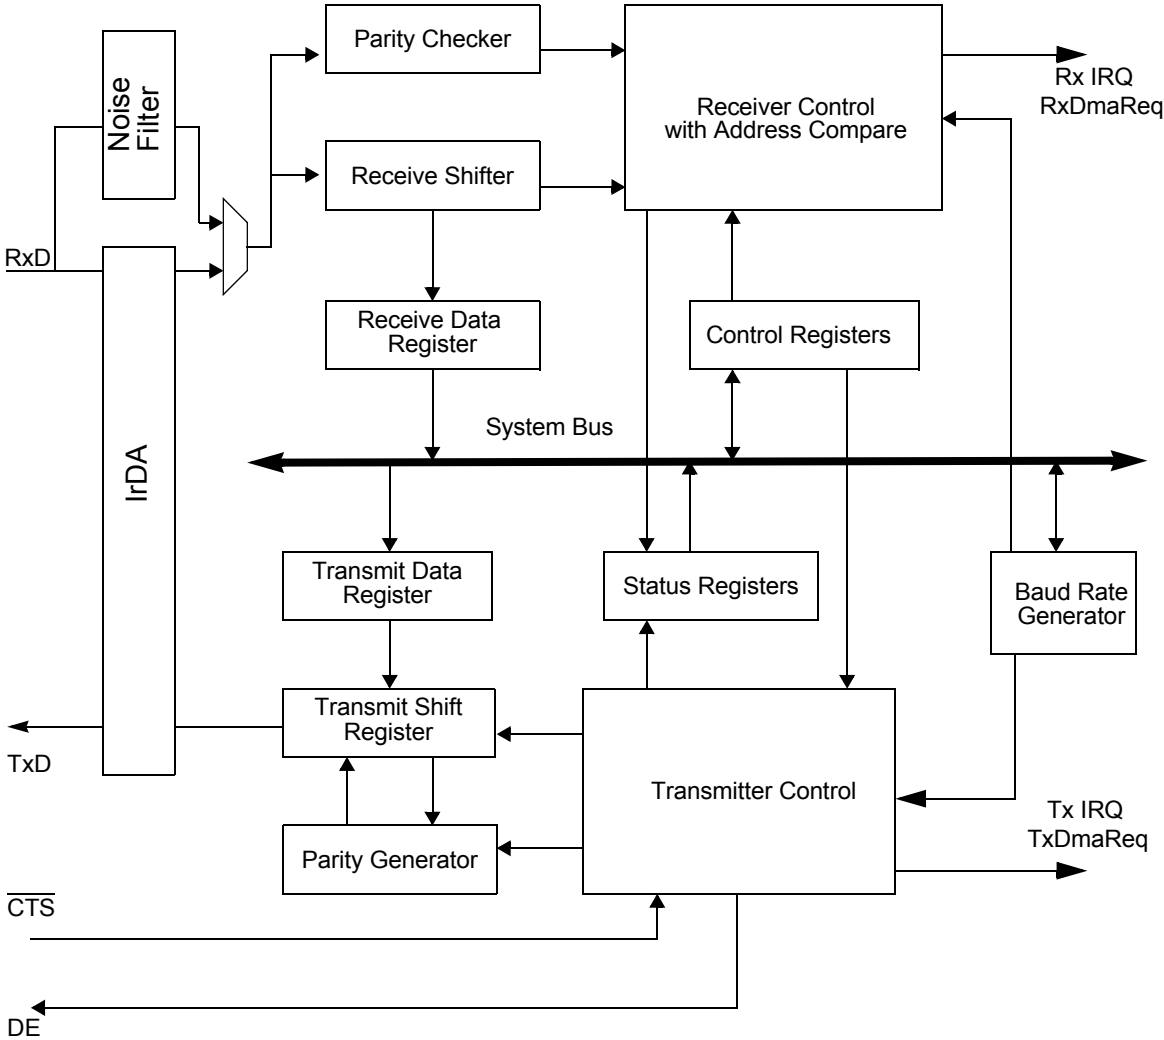 Parity Checker
Noise
Filter
Receiver Control
with Address Compare
Rx IRQ
RxDmaReq
Receive Shifter
RxD
Receive Data
Register
Control Registers
System Bus
IrDA
Transmit Data
Register
Status Registers
Baud Rate
Generator
Transmit Shift
Register
TxD
Transmitter Control
Tx IRQ
TxDmaReq
Parity Generator
CTS
DE